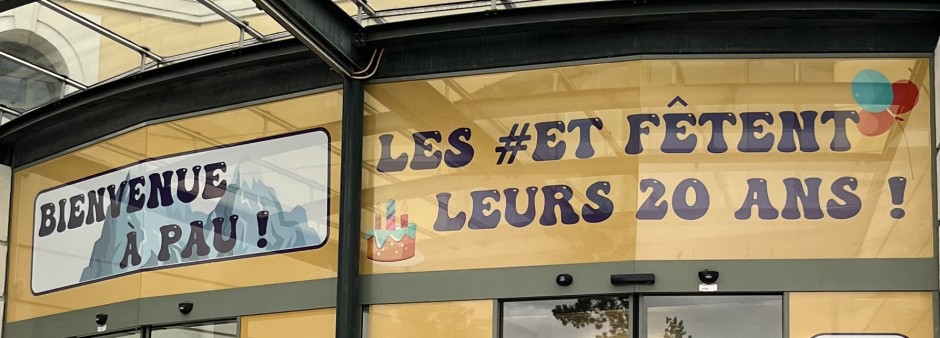 BIENVENUE
À PAU !
LES #ET FÊTENT
LEURS 20 ANS !